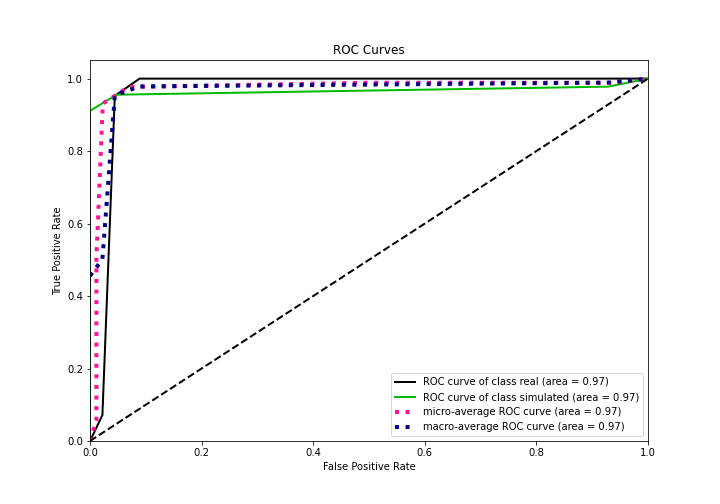 ROC Curves
True Positive Rate
1.0
0.8
0.6
0.4
0.2
0.0
0.0 0.2 0.4 0.6 0.8 1.0
False Positive Rate
ROC curve of class real (area = 0.97)
ROC curve of class simulated (area = 0.97)
micro-average ROC curve (area = 0.97)
macro-average ROC curve (area = 0.97)